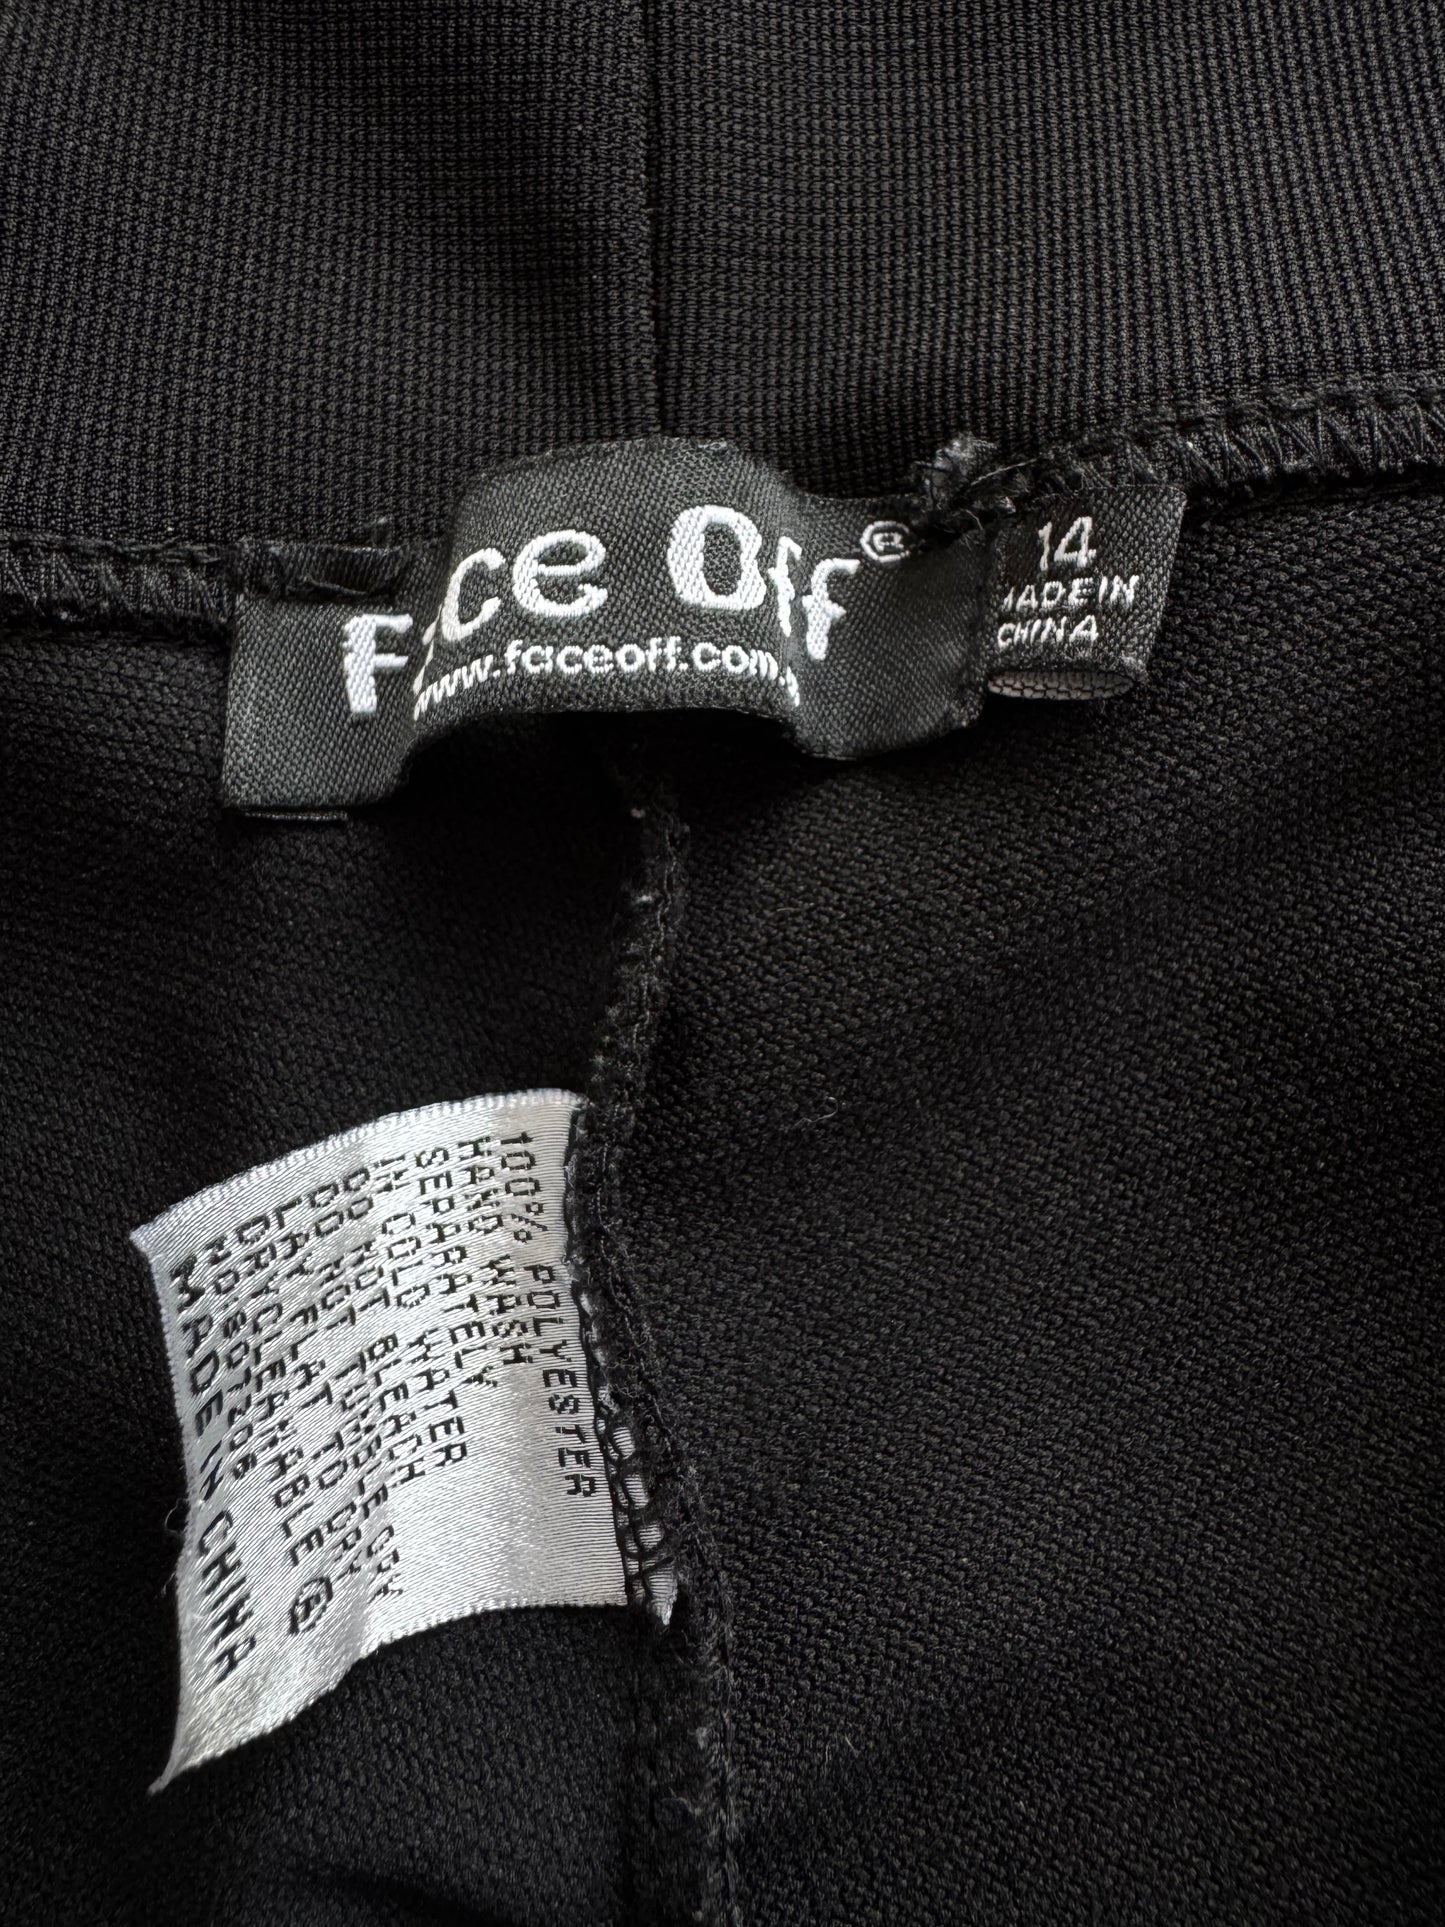 Face Off®
www.faceoff.com.
14
MADE IN
CHINA
100% POLYESTER
HAND WASH
SEPARATELY
IN COLD WATER
DO NOT BLEACH
DO NOT TUMBLE DRY
LAY FLAT TO DRY
DRYCLEANABLE Ⓟ
MADE IN CHINA